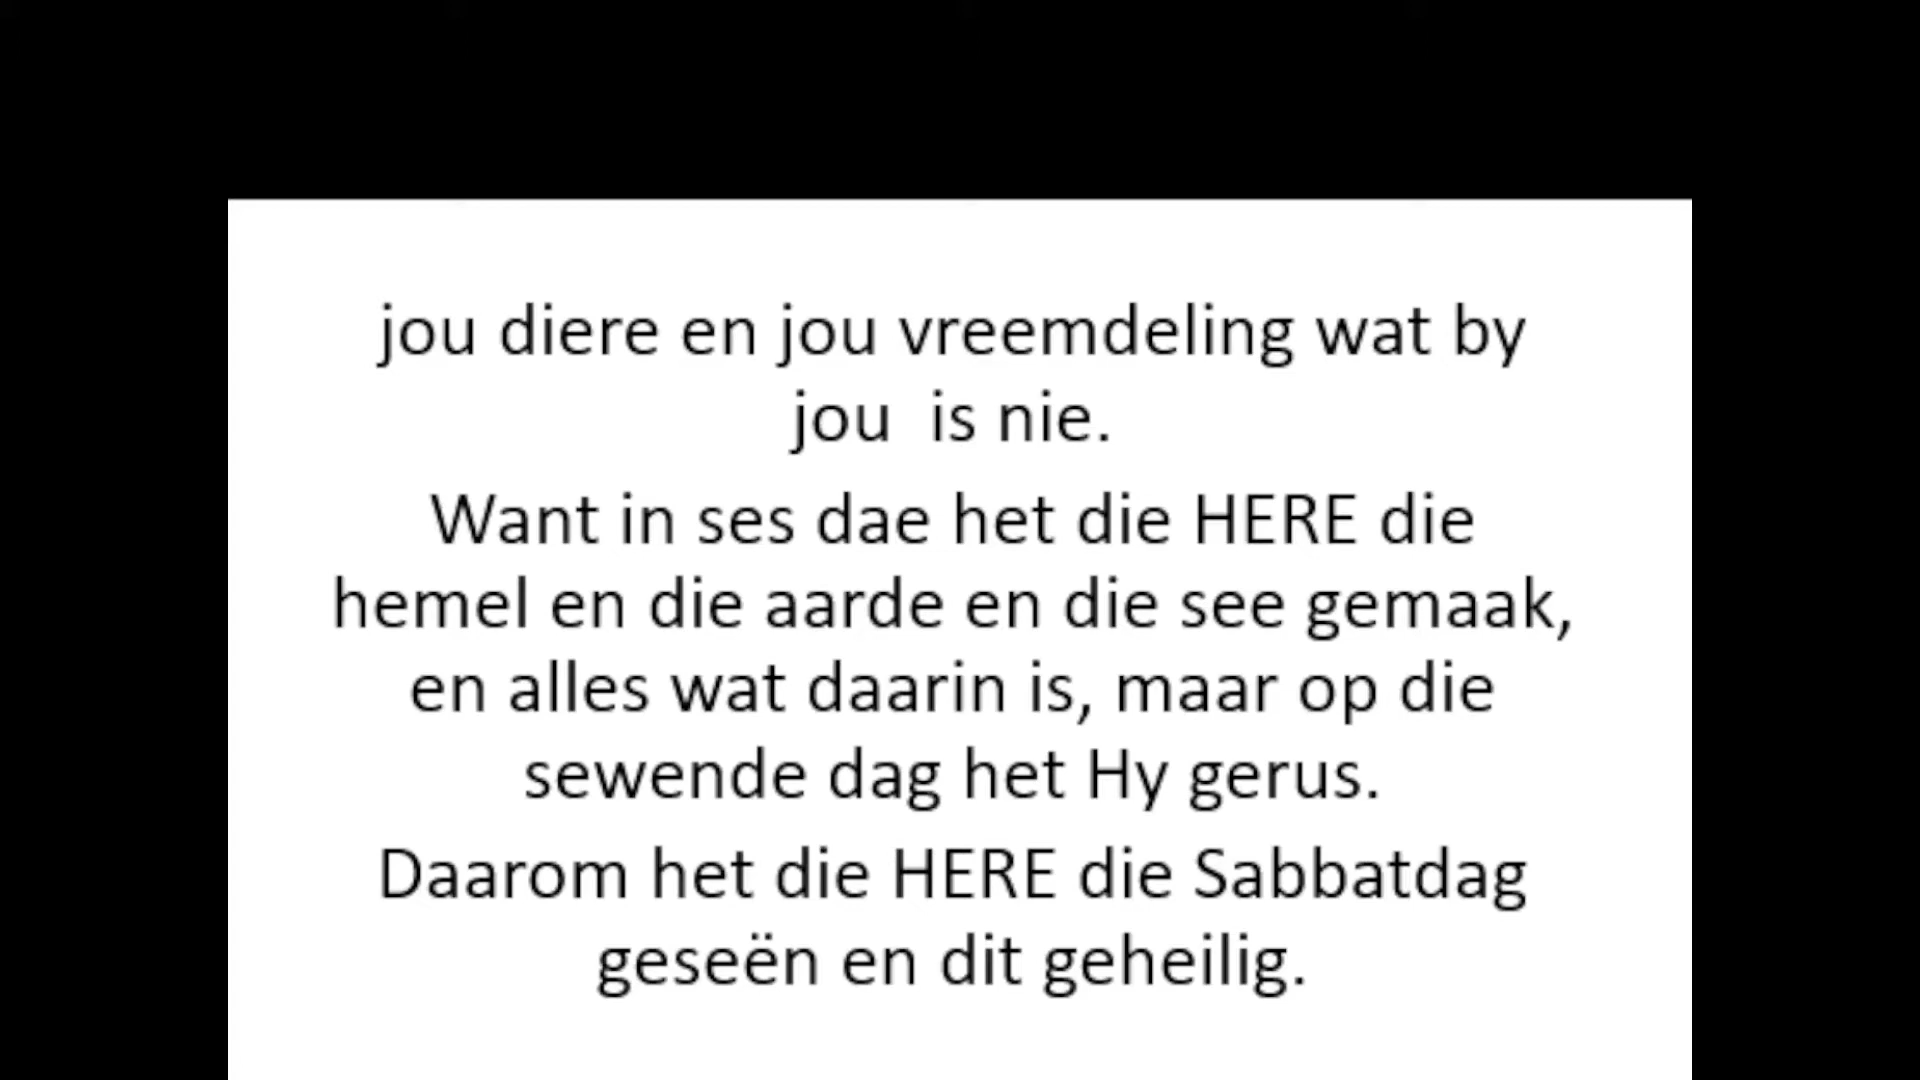 jou diere en jou vreemdeling wat by
jou  is nie.
Want in ses dae het die HERE die
hemel en die aarde en die see gemaak,
en alles wat daarin is, maar op die
sewende dag het Hy gerus.
Daarom het die HERE die Sabbatdag
geseën en dit geheilig.